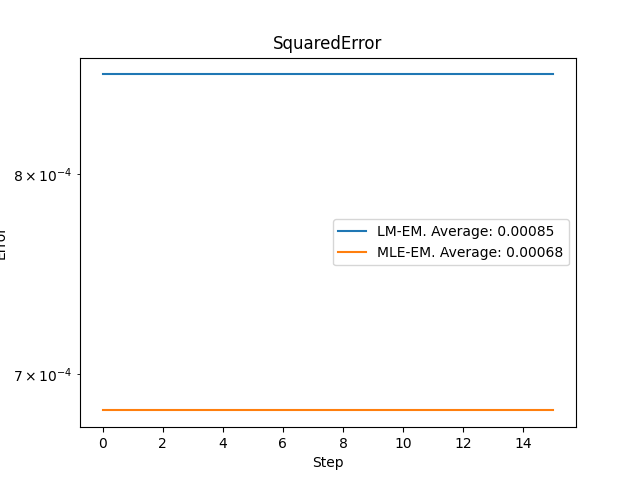 SquaredError
8 × 10⁻⁴
LM-EM. Average: 0.00085
Error
MLE-EM. Average: 0.00068
7 × 10⁻⁴
0 2 4 6 8 10 12 14
Step